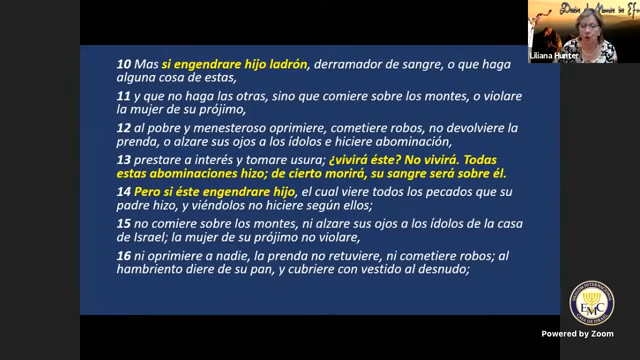 Liliana Hunter
10 Mas si engendrare hijo ladrón, derramador de sangre, o que haga
alguna cosa de estas,
11 y que no haga las otras, sino que comiere sobre los montes, o violare
la mujer de su prójimo,
12 al pobre y menesteroso oprimiere, cometiere robos, no devolviere la
prenda, o alzare sus ojos a los ídolos e hiciere abominación,
13 prestare a interés y tomare usura; ¿vivirá éste? No vivirá. Todas
estas abominaciones hizo; de cierto morirá, su sangre será sobre él.
14 Pero si éste engendrare hijo, el cual viere todos los pecados que su
padre hizo, y viéndolos no hiciere según ellos;
15 no comiere sobre los montes, ni alzare sus ojos a los ídolos de la casa
de Israel; la mujer de su prójimo no violare,
16 ni oprimiere a nadie, la prenda no retuviere, ni cometiere robos; al
hambriento diere de su pan, y cubriere con vestido al desnudo;
EMC
Powered by Zoom